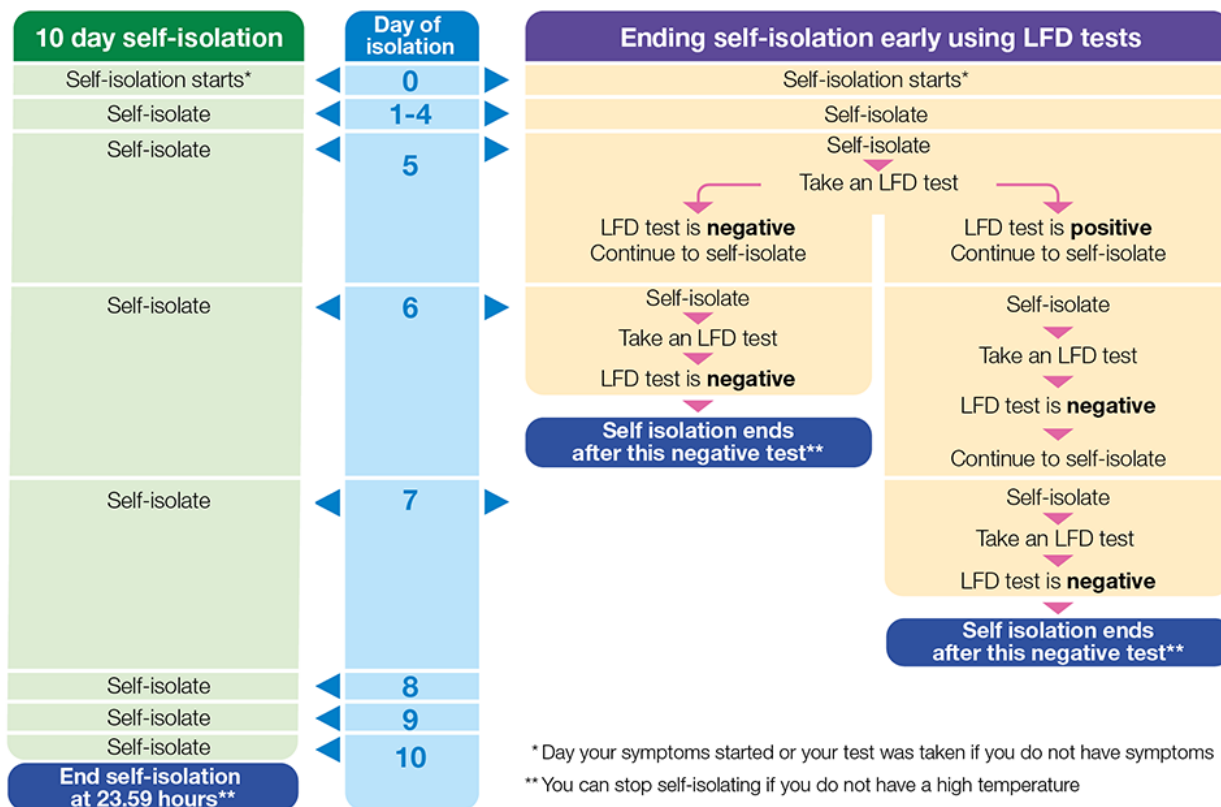 10 day self-isolation
Day of
isolation
Ending self-isolation early using LFD tests
Self-isolation starts*
0
Self-isolation starts*
Self-isolate
1-4
Self-isolate
Self-isolate
5
Self-isolate
Take an LFD test
LFD test is negative
Continue to self-isolate
LFD test is positive
Continue to self-isolate
Self-isolate
6
Self-isolate
Take an LFD test
LFD test is negative
Self isolation ends
after this negative test**
Self-isolate
Take an LFD test
LFD test is negative
Continue to self-isolate
Self-isolate
7
Self-isolate
Take an LFD test
LFD test is negative
Self isolation ends
after this negative test**
Self-isolate
8
Self-isolate
9
Self-isolate
10
End self-isolation
at 23.59 hours**
* Day your symptoms started or your test was taken if you do not have symptoms
** You can stop self-isolating if you do not have a high temperature